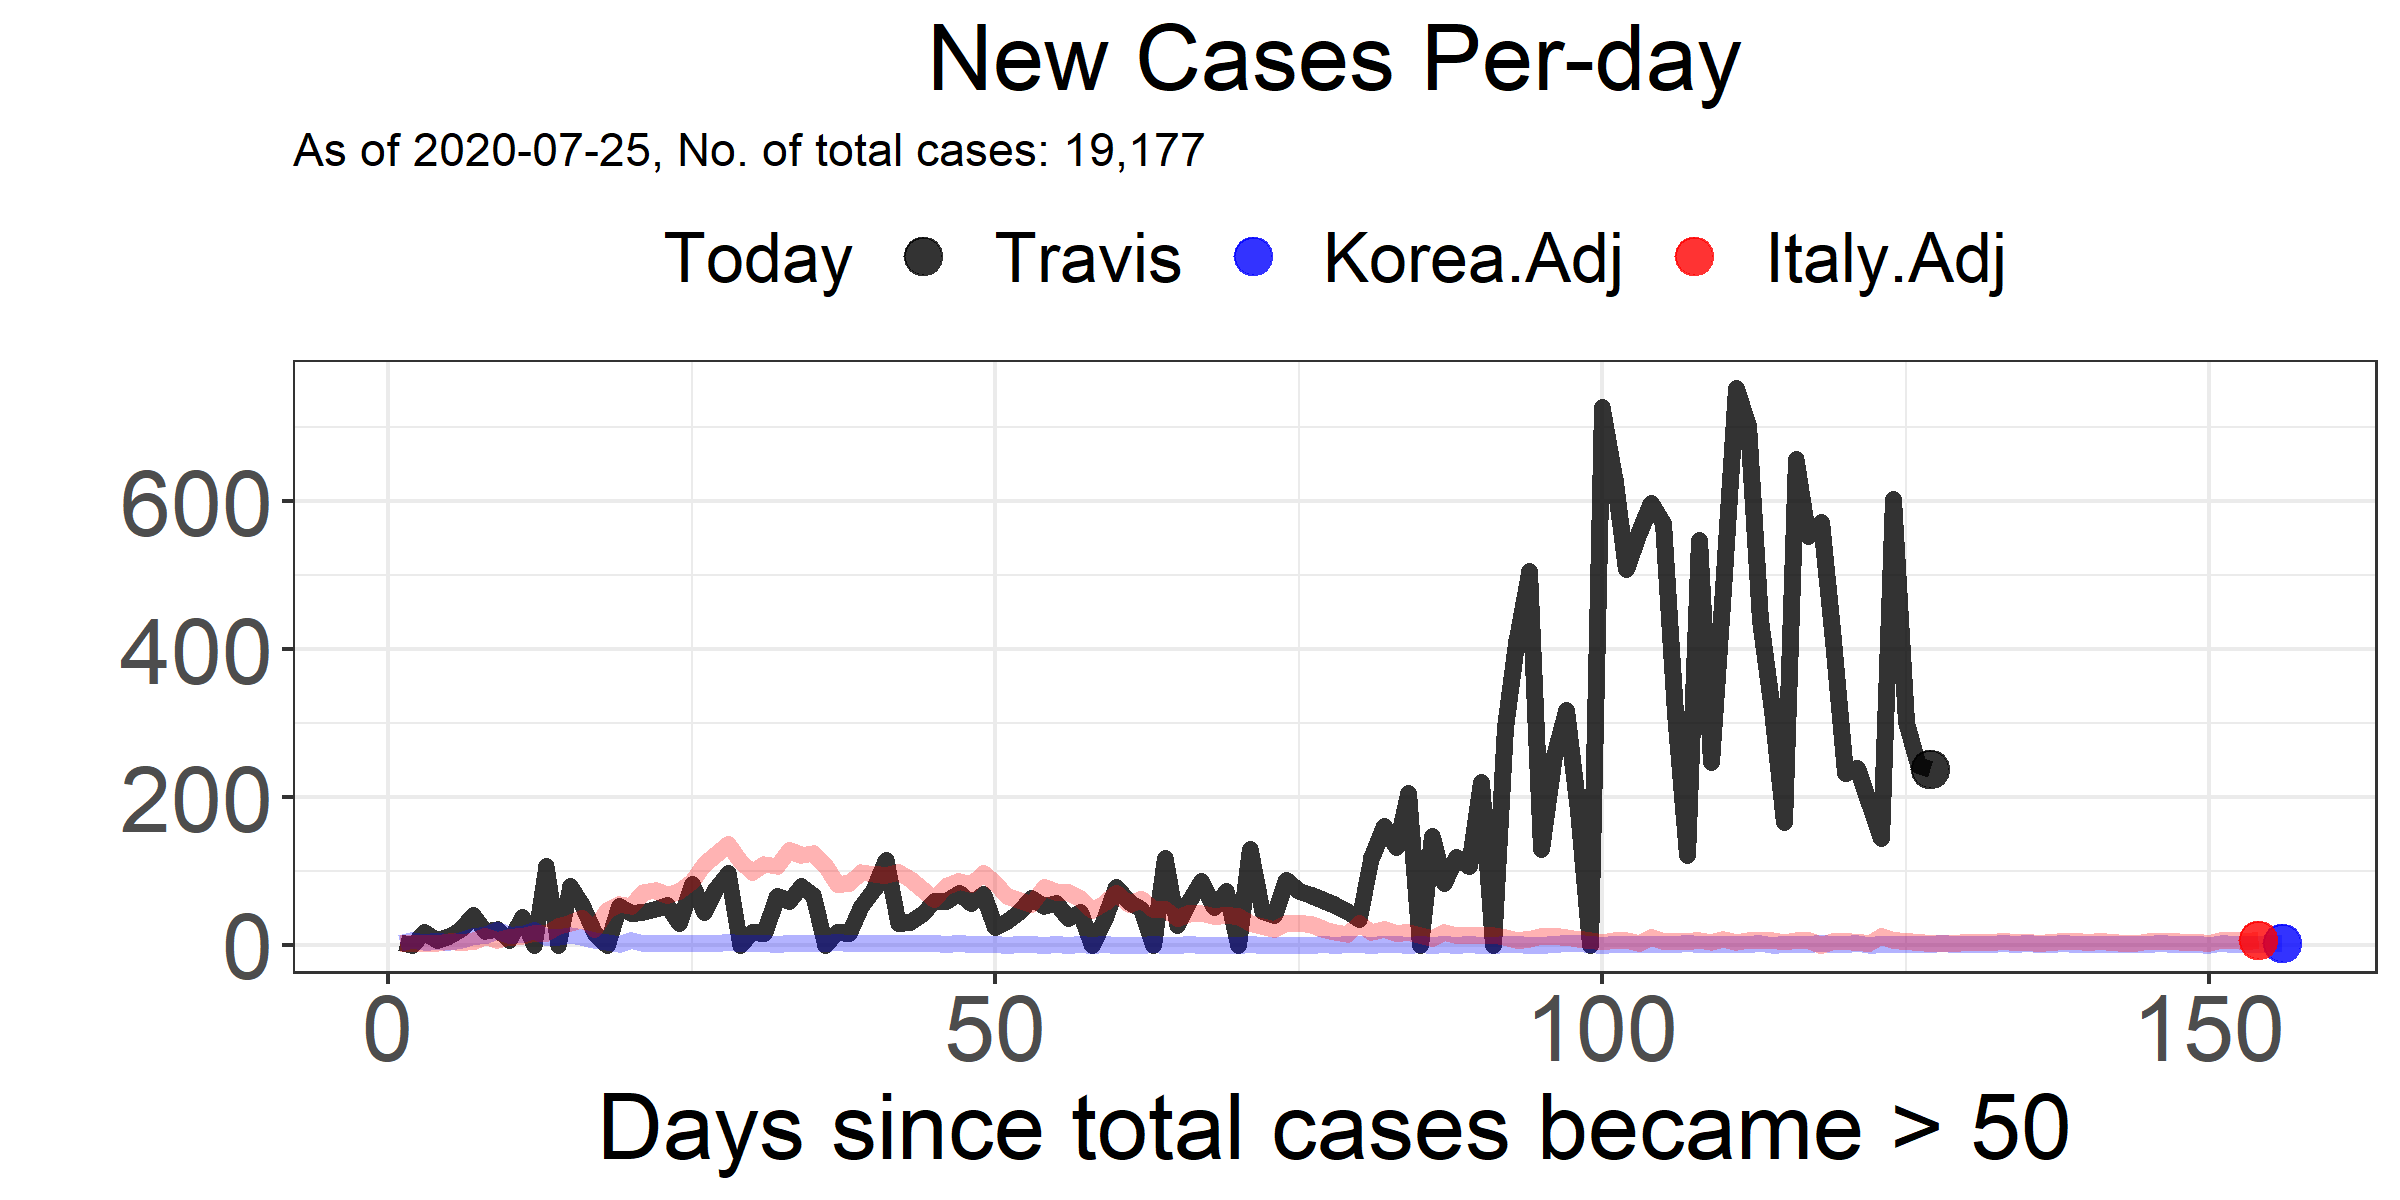 New Cases Per-day
As of 2020-07-25, No. of total cases: 19,177
Today Travis Korea.Adj Italy.Adj
600
400
200
0
0 50 100 150
Days since total cases became > 50